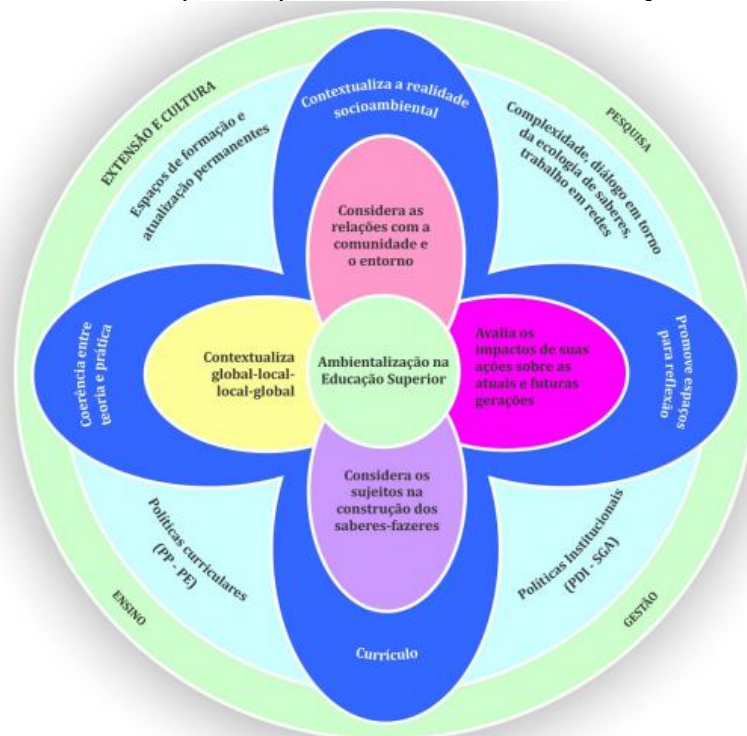 EXTENSÃO E CULTURA
PESQUISA
Espaços de formação e
atualização permanentes
Contextualiza a realidade
socioambiental
Complexidade, diálogo em torno
da ecologia de saberes,
trabalho em redes
Considera as
relações com a
comunidade e
o entorno
Coerência entre
teoria e prática
Contextualiza
global-local-
local-global
Ambientalização na
Educação Superior
Avalia os
impactos de suas
ações sobre as
atuais e futuras
gerações
Promove espaços
para reflexão
Considera os
sujeitos na
construção dos
saberes-fazeres
Políticas curriculares
(PP - PE)
Políticas Institucionais
(PDI - SGA)
Currículo
ENSINO
GESTÃO